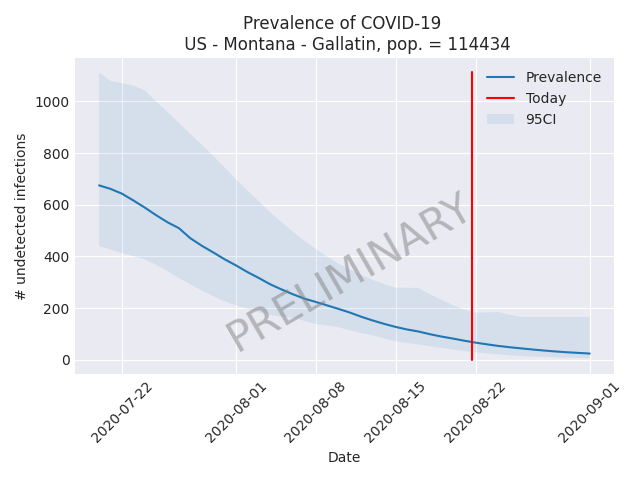 Prevalence of COVID-19
US - Montana - Gallatin, pop. = 114434
Prevalence
Today
95CI
# undetected infections
1000
800
600
400
200
0
PRELIMINARY
2020-07-22
2020-08-01
2020-08-08
2020-08-15
2020-08-22
2020-09-01
Date